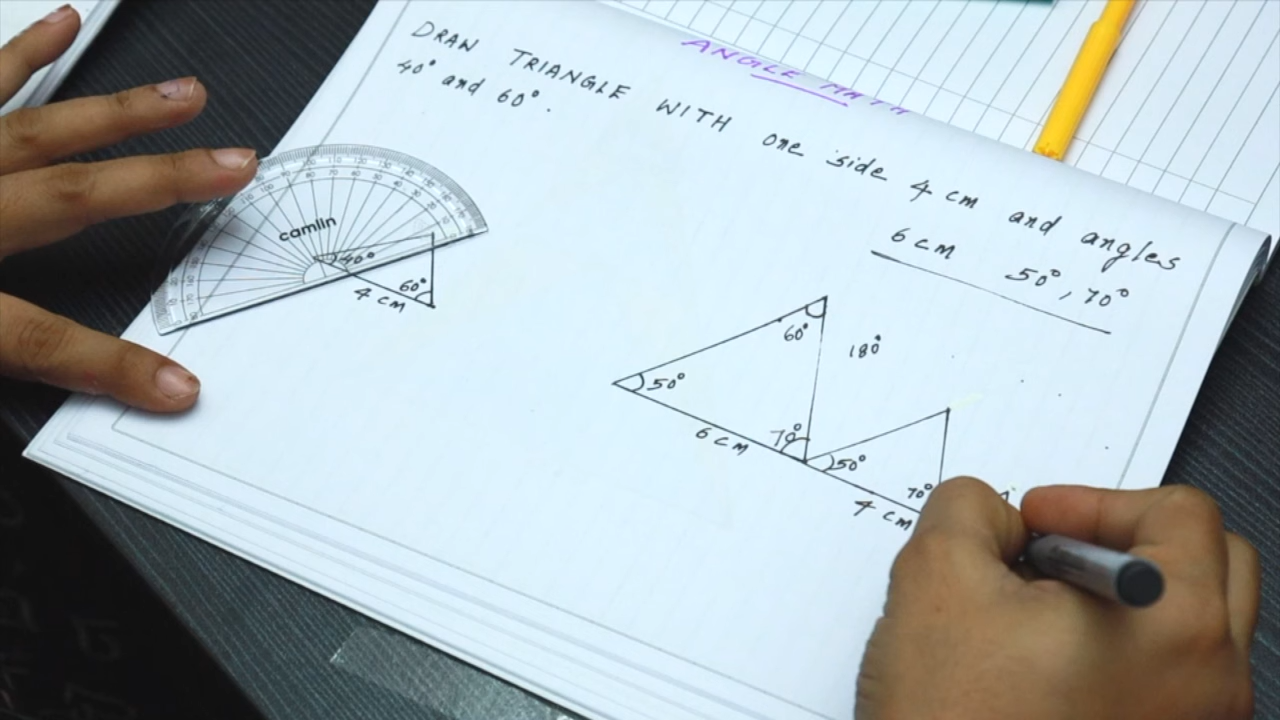 ANGLE MATH
DRAW TRIANGLE WITH one side 4 cm and angles
40° and 60°.
6 cm 50°, 70°
camlin
40°
60°
4 cm
60°
180°
50°
70°
6 cm
50°
70°
4 cm